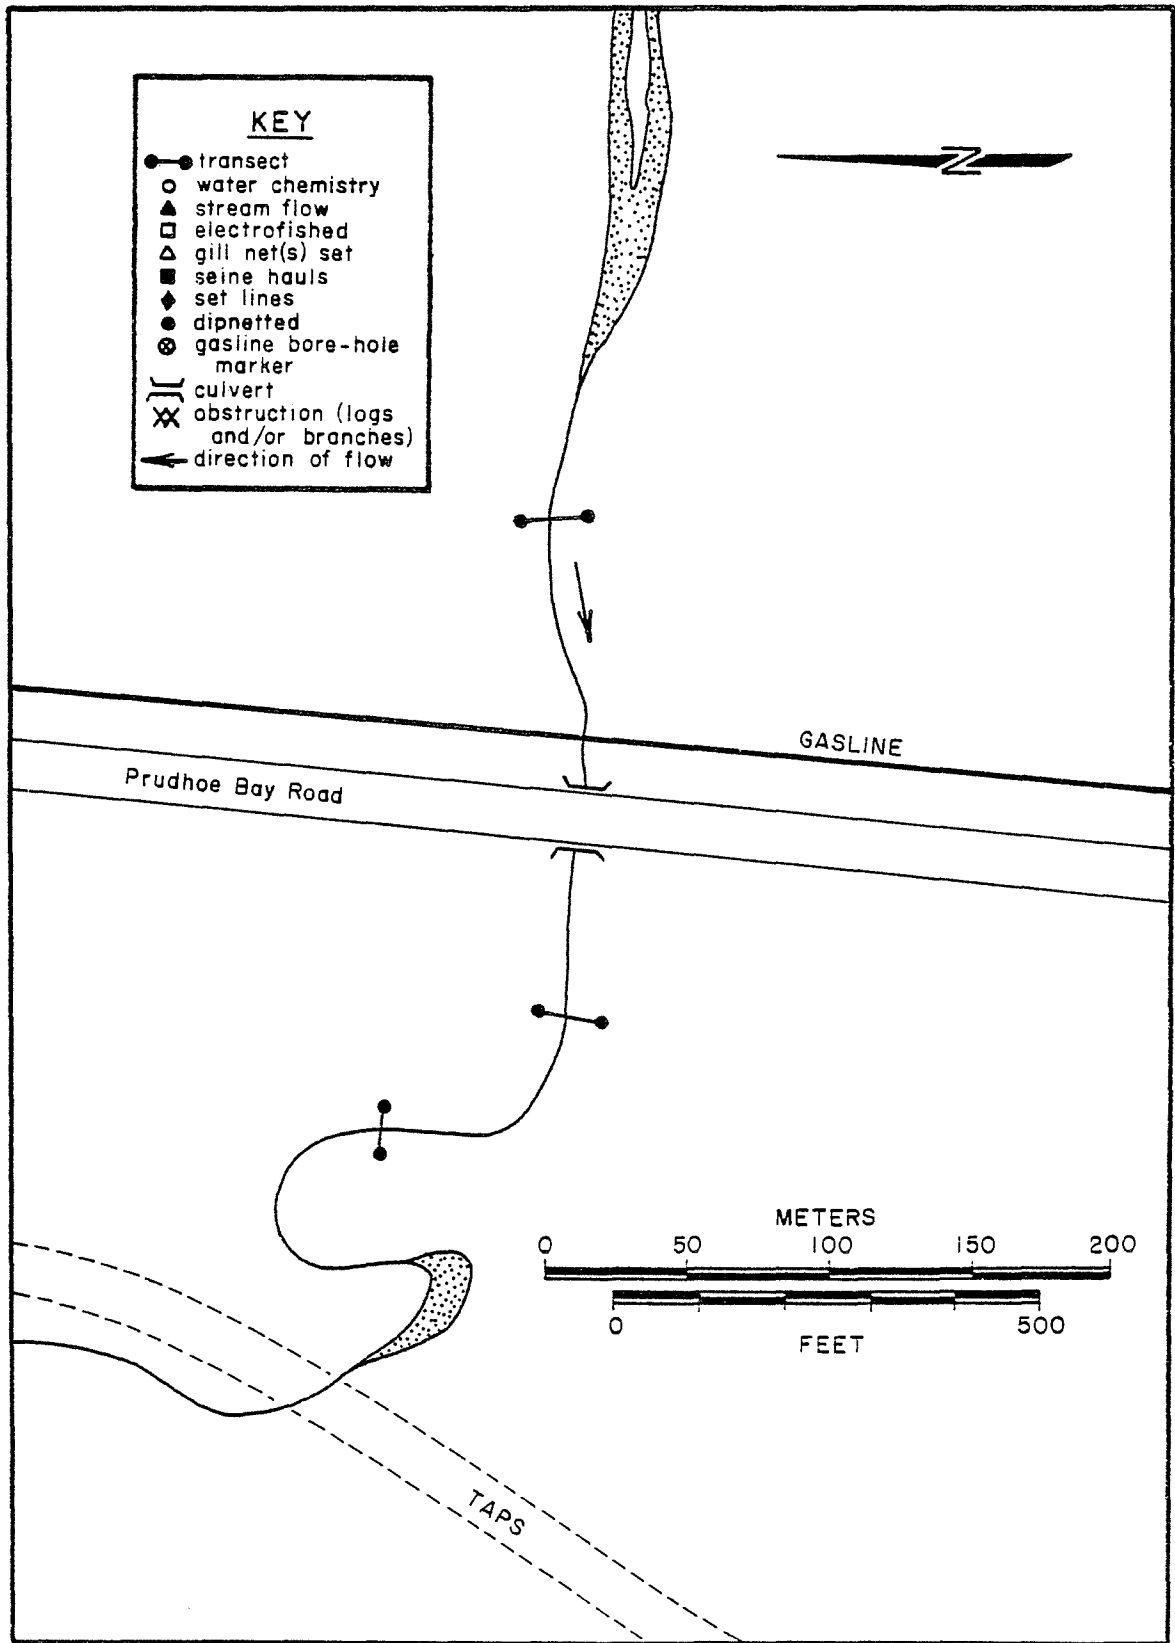 KEY
transect
water chemistry
stream flow
electrofished
gill net(s) set
seine hauls
set lines
dipnetted
gasline bore-hole
marker
culvert
obstruction (logs
and/or branches)
direction of flow
Z
GASLINE
Prudhoe Bay Road
METERS
0 50 100 150 200
0 500
FEET
TAPS